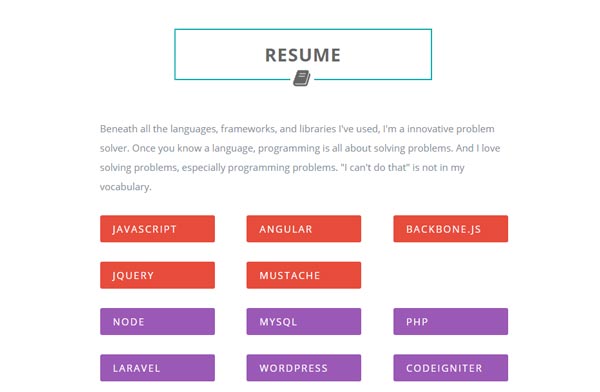 RESUME
Beneath all the languages, frameworks, and libraries I've used, I'm a innovative problem
solver. Once you know a language, programming is all about solving problems. And I love
solving problems, especially programming problems. "I can't do that" is not in my
vocabulary.
JAVASCRIPT ANGULAR BACKBONE.JS
JQUERY MUSTACHE
NODE MYSQL PHP
LARAVEL WORDPRESS CODEIGNITER